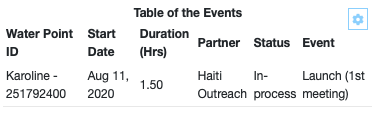 Table of the Events
Water Point Start Duration Partner Status Event
ID Date (Hrs)
Karoline - Aug 11, 1.50 Haiti In- Launch (1st
251792400 2020 Outreach process meeting)